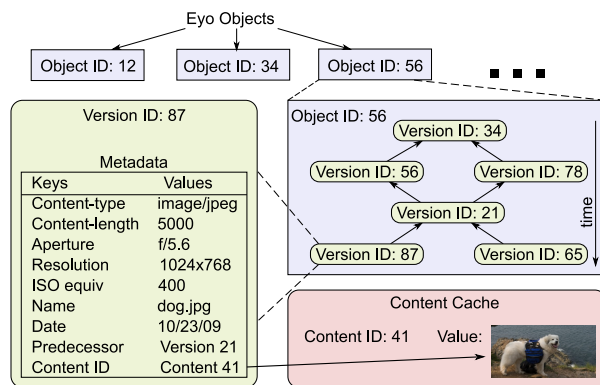 Eyo Objects
Object ID: 12
Object ID: 34
Object ID: 56
Version ID: 87
Metadata
Keys Values
Content-type image/jpeg
Content-length 5000
Aperture f/5.6
Resolution 1024x768
ISO equiv 400
Name dog.jpg
Date 10/23/09
Predecessor Version 21
Content ID Content 41
Object ID: 56
Version ID: 34
Version ID: 56
Version ID: 78
Version ID: 21
Version ID: 87
Version ID: 65
time
Content Cache
Content ID: 41 Value: